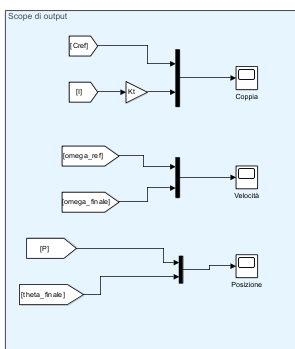 Scope di output
[Cref]
[I]
Kt
Coppia
[omega_ref]
[omega_finale]
Velocità
[P]
[theta_finale]
Posizione